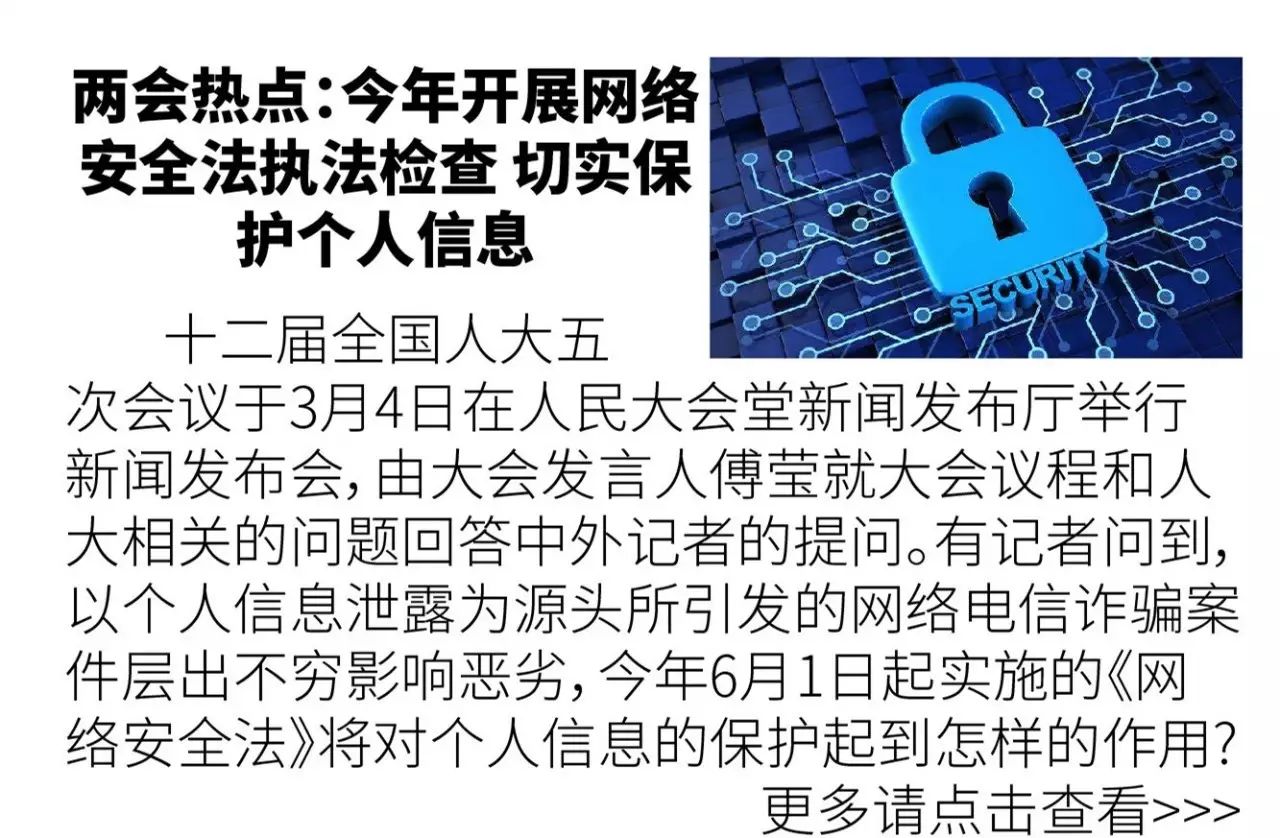 两会热点：今年开展网络
安全法执法检查 切实保
护个人信息
SECURITY
十二届全国人大五
次会议于3月4日在人民大会堂新闻发布厅举行
新闻发布会，由大会发言人傅莹就大会议程和人
大相关的问题回答中外记者的提问。有记者问到，
以个人信息泄露为源头所引发的网络电信诈骗案
件层出不穷影响恶劣，今年6月1日起实施的《网
络安全法》将对个人信息的保护起到怎样的作用?
更多请点击查看>>>